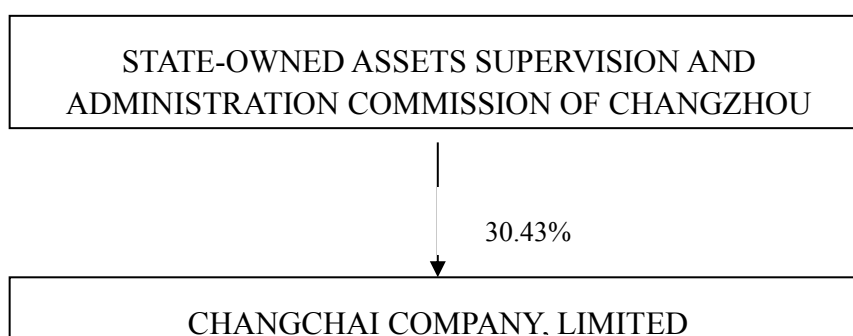 STATE-OWNED ASSETS SUPERVISION AND
ADMINISTRATION COMMISSION OF CHANGZHOU
30.43%
CHANGCHAI COMPANY, LIMITED